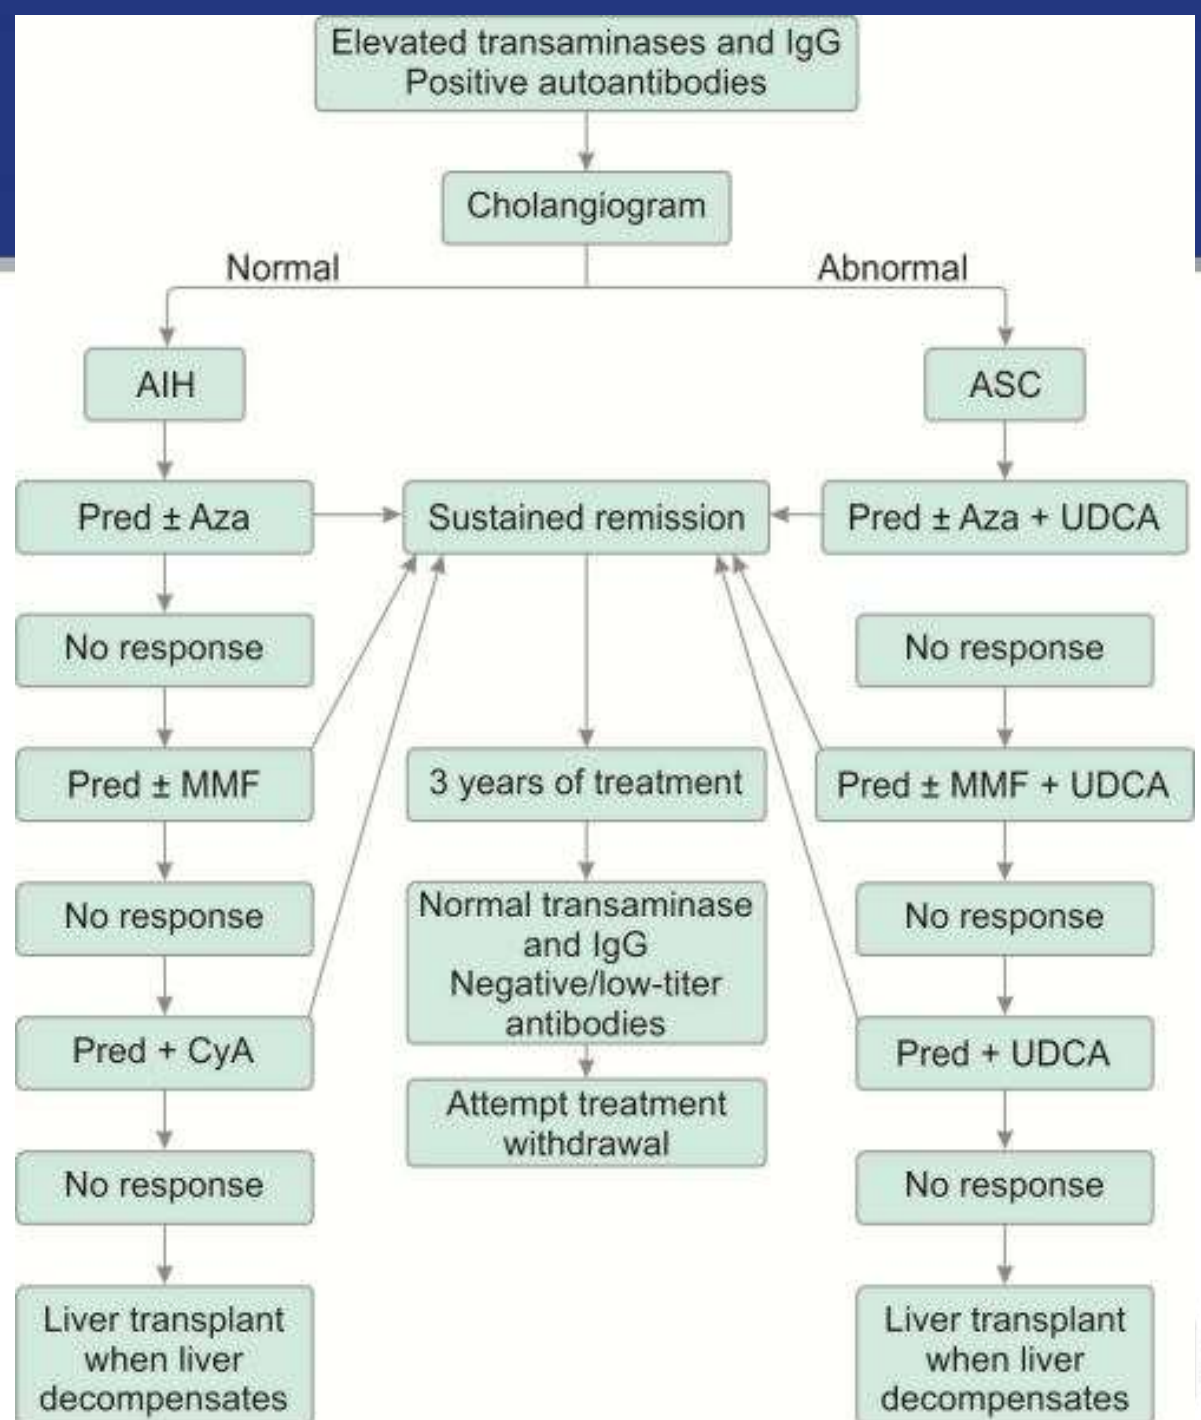 Elevated transaminases and IgG
Positive autoantibodies
Cholangiogram
Normal
Abnormal
AIH
ASC
Pred ± Aza
Sustained remission
Pred ± Aza + UDCA
No response
No response
Pred ± MMF
3 years of treatment
Pred ± MMF + UDCA
No response
Normal transaminase
and IgG
Negative/low-titer
antibodies
No response
Pred + CyA
Pred + UDCA
Attempt treatment
withdrawal
No response
No response
Liver transplant
when liver
decompensates
Liver transplant
when liver
decompensates